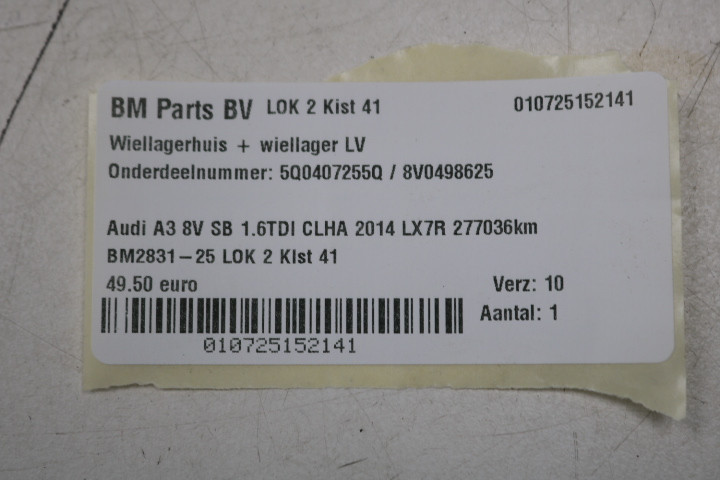 BM Parts BV LOK 2 Kist 41 010725152141
Wiellagerhuis + wiellager LV
Onderdeelnummer: 5Q0407255Q / 8V0498625
Audi A3 8V SB 1.6TDI CLHA 2014 LX7R 277036km
BM2831-25 LOK 2 KIst 41
49.50 euro Verz: 10
Aantal: 1
010725152141